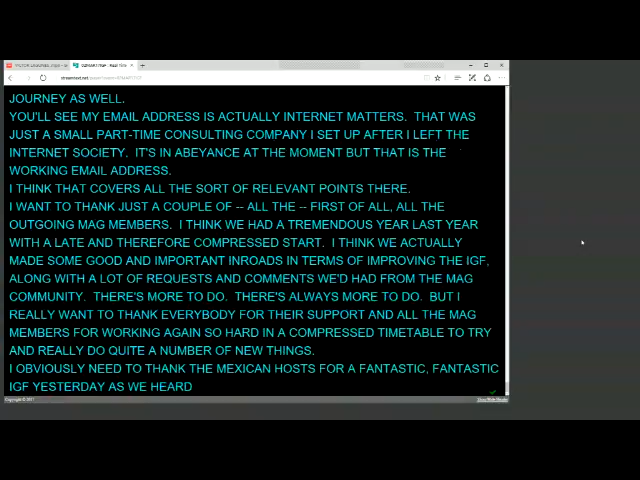 JOURNEY AS WELL.
YOU'LL SEE MY EMAIL ADDRESS IS ACTUALLY INTERNET MATTERS. THAT WAS
JUST A SMALL PART-TIME CONSULTING COMPANY I SET UP AFTER I LEFT THE
INTERNET SOCIETY. IT'S IN ABEYANCE AT THE MOMENT BUT THAT IS THE
WORKING EMAIL ADDRESS.
I THINK THAT COVERS ALL THE SORT OF RELEVANT POINTS THERE.
I WANT TO THANK JUST A COUPLE OF -- ALL THE -- FIRST OF ALL, ALL THE
OUTGOING MAG MEMBERS. I THINK WE HAD A TREMENDOUS YEAR LAST YEAR
WITH A LATE AND THEREFORE COMPRESSED START. I THINK WE ACTUALLY
MADE SOME GOOD AND IMPORTANT INROADS IN TERMS OF IMPROVING THE IGF,
ALONG WITH A LOT OF REQUESTS AND COMMENTS WE'D HAD FROM THE MAG
COMMUNITY. THERE'S MORE TO DO. THERE'S ALWAYS MORE TO DO. BUT I
REALLY WANT TO THANK EVERYBODY FOR THEIR SUPPORT AND ALL THE MAG
MEMBERS FOR WORKING AGAIN SO HARD IN A COMPRESSED TIMETABLE TO TRY
AND REALLY DO QUITE A NUMBER OF NEW THINGS.
I OBVIOUSLY NEED TO THANK THE MEXICAN HOSTS FOR A FANTASTIC, FANTASTIC
IGF YESTERDAY AS WE HEARD